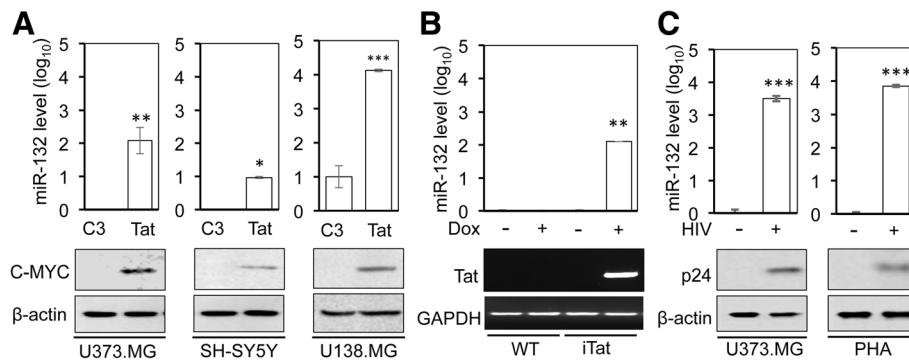 A
B
C
miR-132 level (log10)
5
4
3
2
1
0
**
C3 Tat
5
4
3
2
1
0
*
C3 Tat
5
4
3
2
1
0
***
C3 Tat
C-MYC
β-actin
U373.MG SH-SY5Y U138.MG
miR-132 level (log10)
5
4
3
2
1
0
**
Dox - + - +
Tat
GAPDH
WT iTat
miR-132 level (log10)
5
4
3
2
1
0
***
HIV - +
5
4
3
2
1
0
***
- +
p24
β-actin
U373.MG PHA